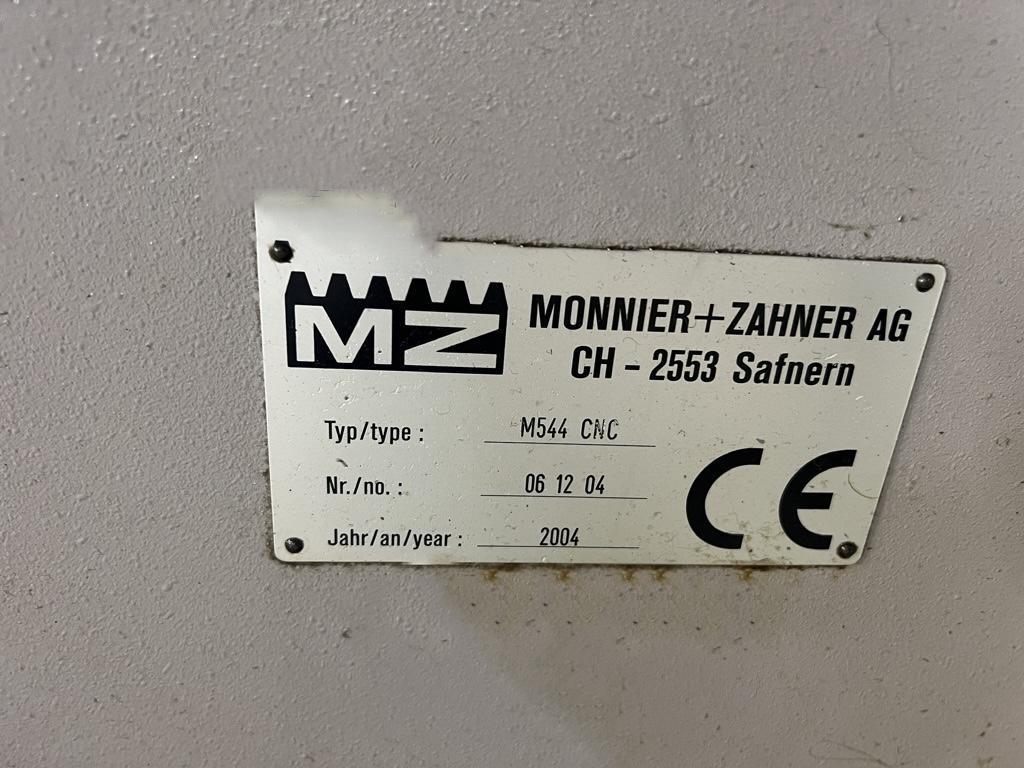 MZ
MONNIER+ZAHNER AG
CH - 2553 Safnern
Typ/type : M544 CNC
Nr./no. : 06 12 04
Jahr/an/year : 2004
CE